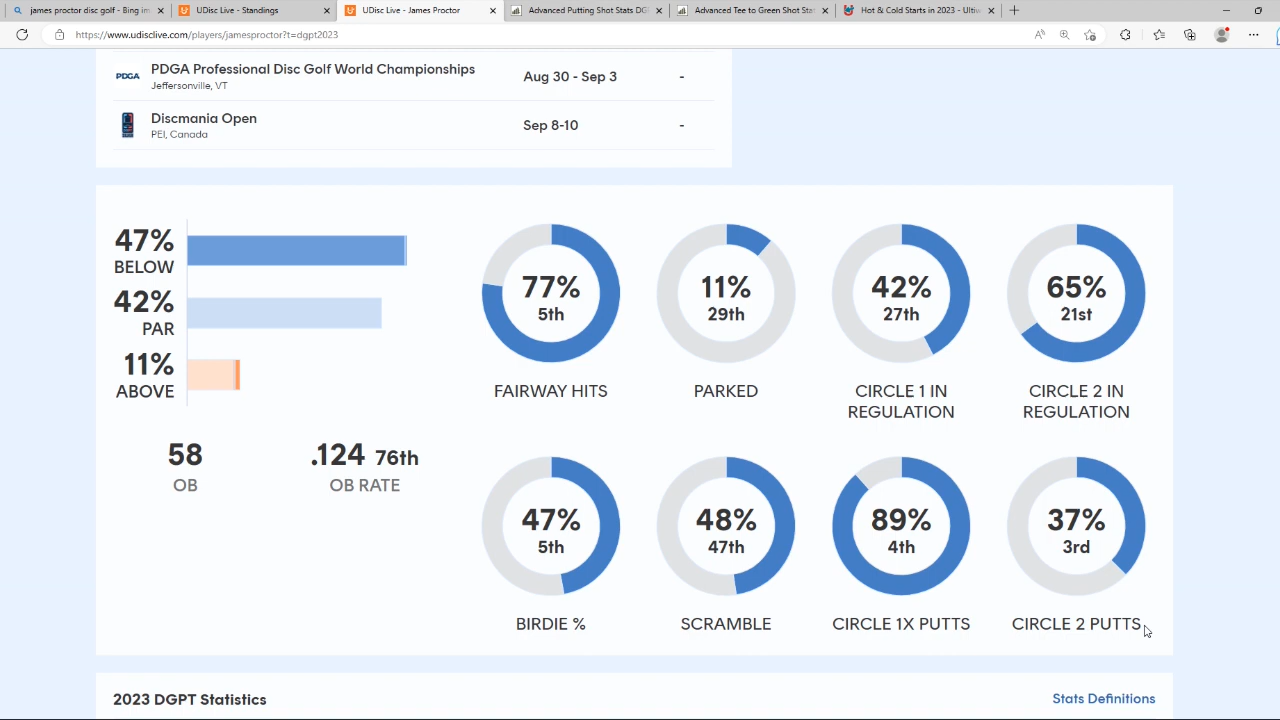 james proctor disc golf - Bing im
UDisc Live - Standings
UDisc Live - James Proctor
Advanced Putting Shot Stats DG
Advanced Tee to Green Shot Stat
Hot & Cold Starts in 2023 - Ulti
https://www.udisclive.com/players/jamesproctor?t=dgpt2023
PDGA
PDGA Professional Disc Golf World Championships
Jeffersonville, VT
Aug 30 - Sep 3
-
Discmania Open
PEI, Canada
Sep 8-10
-
47%
BELOW
42%
PAR
11%
ABOVE
58
OB
.124 76th
OB RATE
77%
5th
FAIRWAY HITS
11%
29th
PARKED
42%
27th
CIRCLE 1 IN
REGULATION
65%
21st
CIRCLE 2 IN
REGULATION
47%
5th
BIRDIE %
48%
47th
SCRAMBLE
89%
4th
CIRCLE 1X PUTTS
37%
3rd
CIRCLE 2 PUTTS
2023 DGPT Statistics
Stats Definitions